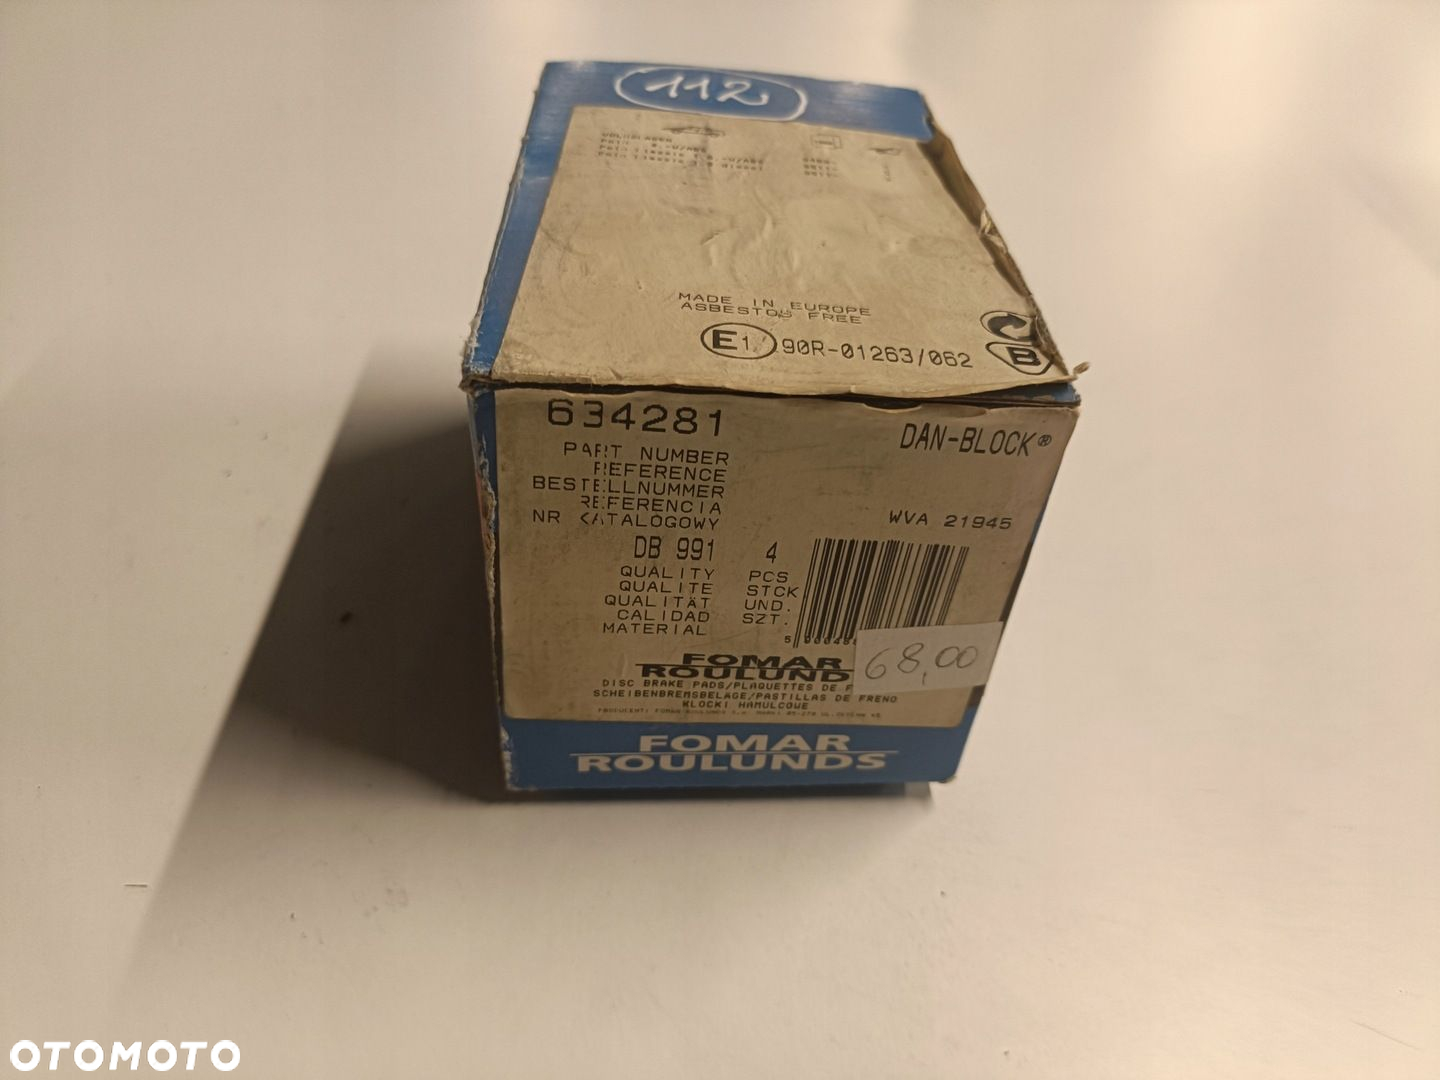 112
MADE IN EUROPE
ASBESTOS FREE
E1 90R-01263/062
B
634281
DAN-BLOCK®
PART NUMBER
REFERENCE
BESTELLNUMMER
REFERENCIA
NR KATALOGOWY
WVA 21945
DB 991 4
QUALITY PCS
QUALITE STCK
QUALITÄT UND.
CALIDAD SZT.
MATERIAL
68,00
FOMAR
ROULUNDS
DISC BRAKE PADS/PLAQUETTES DE F
SCHEIBENBREMSBELAGE/PASTILLAS DE FRENO
KLOCKI HAMULCOWE
FOMAR
ROULUNDS
OTOMOTO